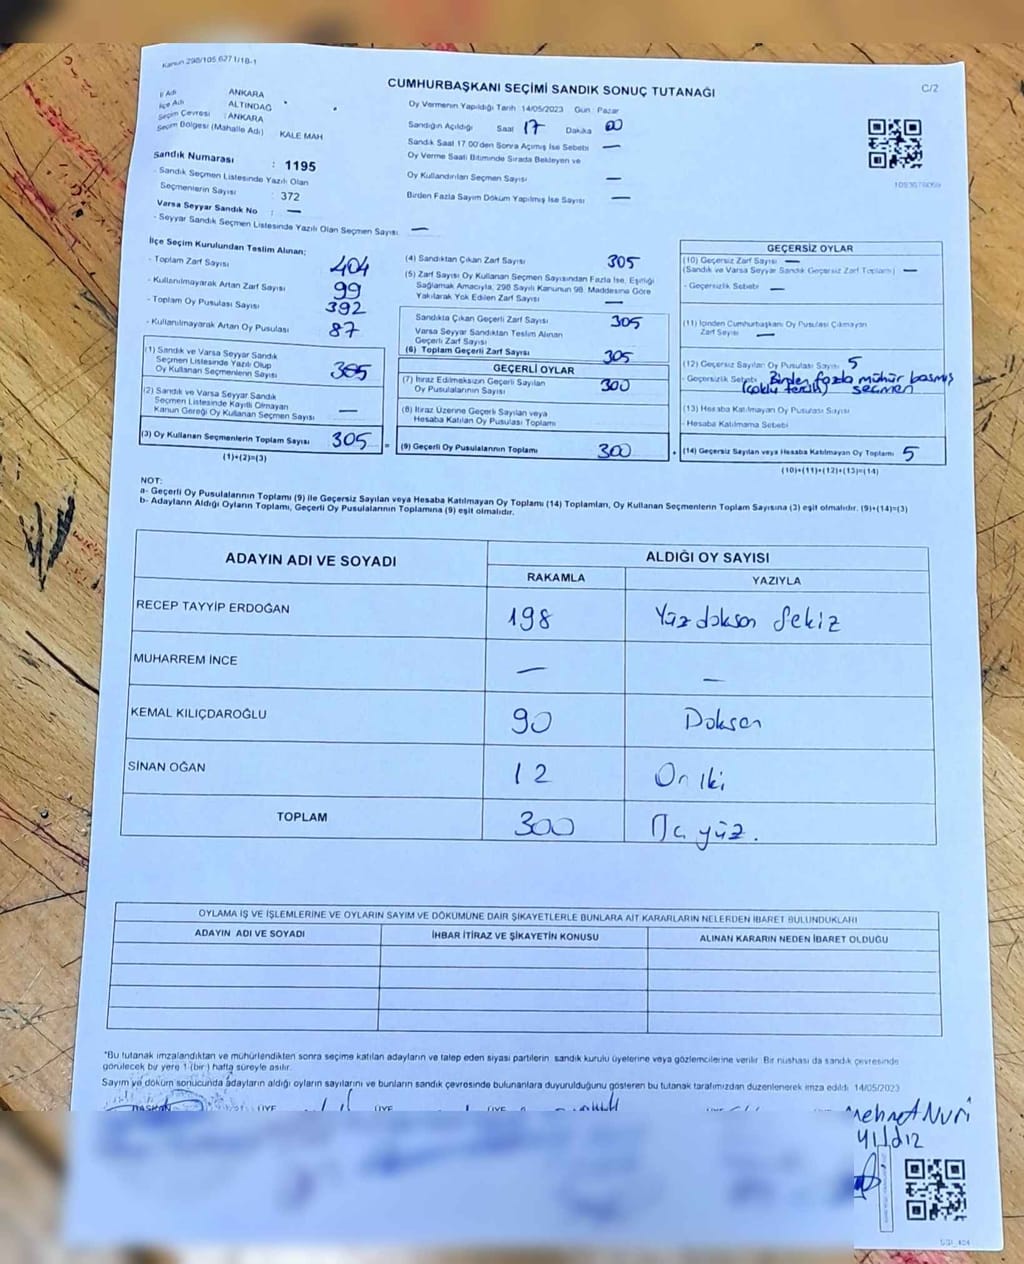 Kanun 298/105 6271/18-1
CUMHURBAŞKANI SEÇİMİ SANDIK SONUÇ TUTANAĞI
C/2
İl Adı ANKARA
İlçe Adı ALTINDAĞ
Seçim Çevresi : ANKARA
Seçim Bölgesi (Mahalle Adı) KALE MAH
Sandık Numarası : 1195
- Sandık Seçmen Listesinde Yazılı Olan
Seçmenlerin Sayısı : 372
Varsa Seyyar Sandık No : —
- Seyyar Sandık Seçmen Listesinde Yazılı Olan Seçmen Sayısı —
Oy Vermenin Yapıldığı Tarih 14/05/2023 Gün : Pazar
Sandığın Açıldığı Saat 17 Dakika 00
Sandık Saat 17.00'den Sonra Açımış İse Sebebi —
Oy Verme Saati Bitiminde Sırada Bekleyen ve
Oy Kullandırılan Seçmen Sayısı —
Birden Fazla Sayım Döküm Yapılmış İse Sayısı —
İlçe Seçim Kurulundan Teslim Alınan;
- Toplam Zarf Sayısı 404
- Kullanılmayarak Artan Zarf Sayısı 99
- Toplam Oy Pusulası Sayısı 392
- Kullanılmayarak Artan Oy Pusulası 87
(1) Sandık ve Varsa Seyyar Sandık
Seçmen Listesinde Yazılı Olup
Oy Kullanan Seçmenlerin Sayısı 305
(2) Sandık ve Varsa Seyyar Sandık
Seçmen Listesinde Kayıtlı Olmayan
Kanun Gereği Oy Kullanan Seçmen Sayısı —
(3) Oy Kullanan Seçmenlerin Toplam Sayısı 305 =
(1)+(2)=(3)
(4) Sandıktan Çıkan Zarf Sayısı 305
(5) Zarf Sayısı Oy Kullanan Seçmen Sayısından Fazla İse, Eşitliği
Sağlamak Amacıyla, 298 Sayılı Kanunun 98. Maddesine Göre
Yakılarak Yok Edilen Zarf Sayısı —
Sandıkta Çıkan Geçerli Zarf Sayısı 305
Varsa Seyyar Sandıktan Teslim Alınan
Geçerli Zarf Sayısı
(6) Toplam Geçerli Zarf Sayısı 305
GEÇERLİ OYLAR
(7) İtiraz Edilmeksizin Geçerli Sayılan
Oy Pusulalarının Sayısı 300
(8) İtiraz Üzerine Geçerli Sayılan veya
Hesaba Katılan Oy Pusulası Toplamı
(9) Geçerli Oy Pusulalarının Toplamı 300 +
GEÇERSİZ OYLAR
(10) Geçersiz Zarf Sayısı —
(Sandık ve Varsa Seyyar Sandık Geçersiz Zarf Toplamı) —
- Geçersizlik Sebebi —
(11) İçinden Cumhurbaşkanı Oy Pusulası Çıkmayan
Zarf Sayısı —
(12) Geçersiz Sayılan Oy Pusulası Sayısı 5
- Geçersizlik Sebebi Birden fazla mühür basmış
(çoklu tercih) seçmen
(13) Hesaba Katılmayan Oy Pusulası Sayısı
- Hesaba Katılmama Sebebi
(14) Geçersiz Sayılan veya Hesaba Katılmayan Oy Toplamı 5
(10)+(11)+(12)+(13)=(14)
NOT:
a- Geçerli Oy Pusulalarının Toplamı (9) ile Geçersiz Sayılan veya Hesaba Katılmayan Oy Toplamı (14) Toplamları, Oy Kullanan Seçmenlerin Toplam Sayısına (3) eşit olmalıdır. (9)+(14)=(3)
b- Adayların Aldığı Oyların Toplamı, Geçerli Oy Pusulalarının Toplamına (9) eşit olmalıdır.
ADAYIN ADI VE SOYADI
ALDIĞI OY SAYISI
RAKAMLA YAZIYLA
RECEP TAYYİP ERDOĞAN 198 Yüz doksan Sekiz
MUHARREM İNCE — —
KEMAL KILIÇDAROĞLU 90 Doksan
SİNAN OĞAN 12 On İki
TOPLAM 300 Üç yüz.
OYLAMA İŞ VE İŞLEMLERİNE VE OYLARIN SAYIM VE DÖKÜMÜNE DAİR ŞİKAYETLERLE BUNLARA AİT KARARLARIN NELERDEN İBARET BULUNDUKLARI
ADAYIN ADI VE SOYADI İHBAR İTİRAZ VE ŞİKAYETİN KONUSU ALINAN KARARIN NEDEN İBARET OLDUĞU
*Bu tutanak imzalandıktan ve mühürlendikten sonra seçime katılan adayların ve talep eden siyasi partilerin sandık kurulu üyelerine veya gözlemcilerine verilir. Bir nüshası da sandık çevresinde
görülecek bir yere 1 (bir) hafta süreyle asılır.
Sayım ve döküm sonucunda adayların aldığı oyların sayılarını ve bunların sandık çevresinde bulunanlara duyurulduğunu gösteren bu tutanak tarafımızdan düzenlenerek imza edildi. 14/05/2023
BAŞKAN ÜYE ÜYE ÜYE
Mehmet Nuri
Yıldız